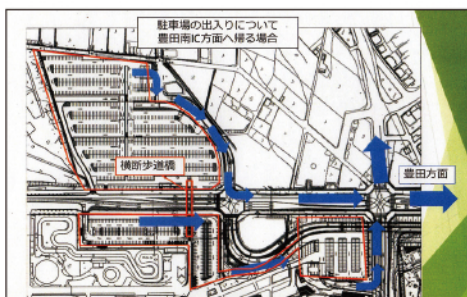 駐車場の出入りについて
豊田南IC方面へ帰る場合
横断歩道橋
豊田方面